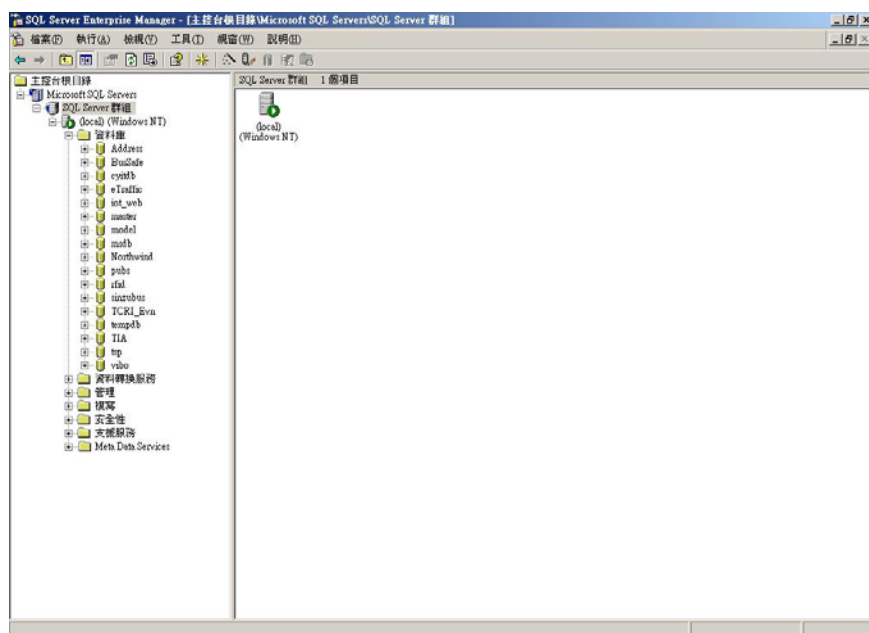 SQL Server Enterprise Manager - [主控台根目錄\Microsoft SQL Servers\SQL Server 群組]
檔案(F) 執行(A) 檢視(V) 工具(T) 視窗(W) 說明(H)
主控台根目錄
Microsoft SQL Servers
SQL Server 群組
(local) (Windows NT)
資料庫
Address
BusSafe
cyitdb
eTraffic
iot_web
master
model
msdb
Northwind
pubs
rfid
sinzubus
TCRI_Evn
tempdb
TIA
tsp
資料轉換服務
管理
複寫
安全性
支援服務
Meta Data Services
SQL Server 群組 1 個項目
(local)
(Windows NT)